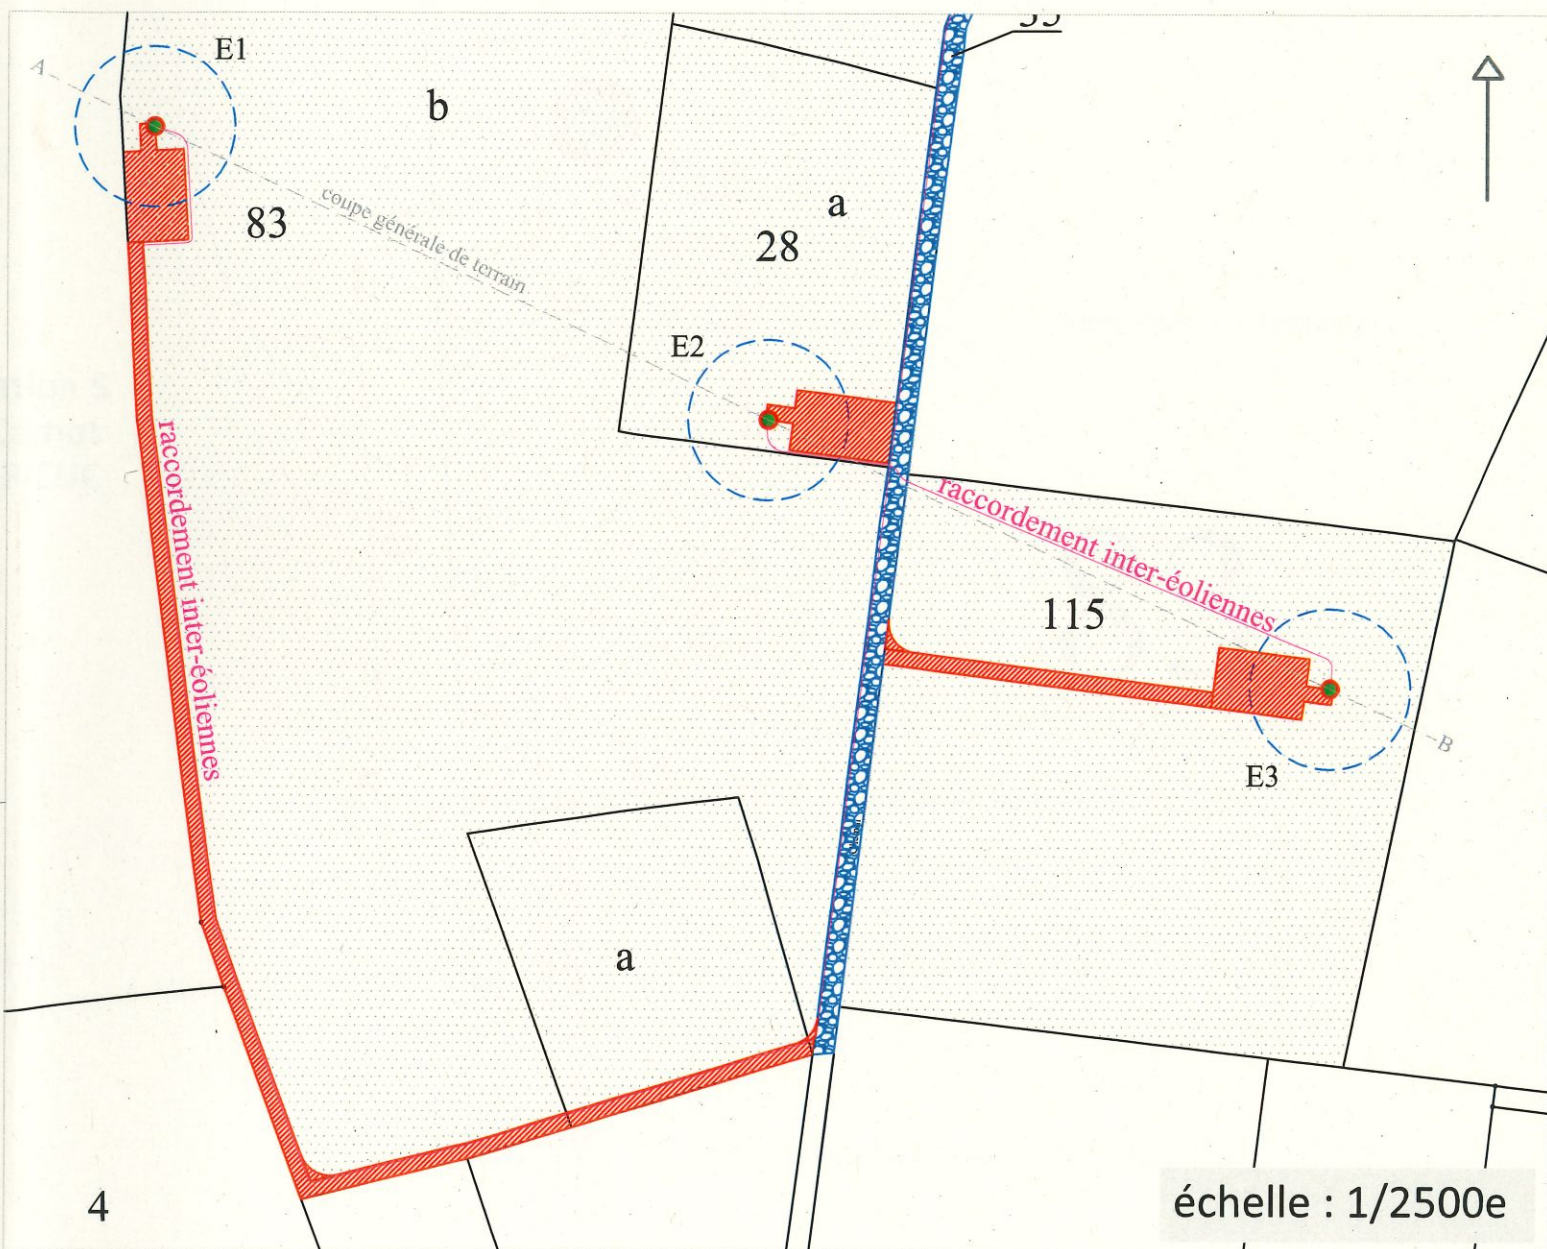 E1
A
b
83
coupe générale de terrain
a
28
E2
raccordement inter-éoliennes
raccordement inter-éoliennes
115
E3
B
a
4
échelle : 1/2500e